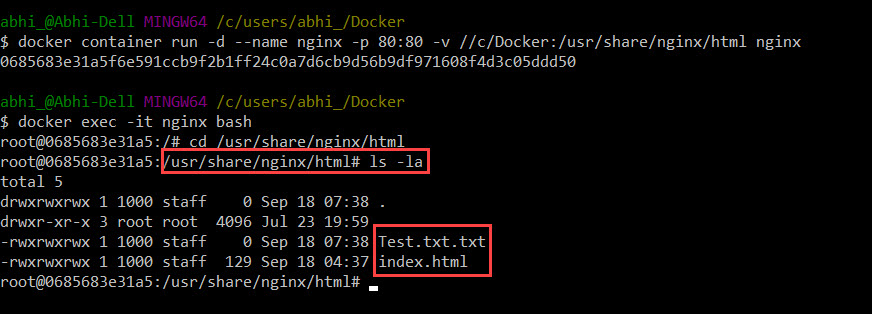 abhi_@Abhi-Dell MINGW64 /c/users/abhi_/Docker
$ docker container run -d --name nginx -p 80:80 -v //c/Docker:/usr/share/nginx/html nginx
0685683e31a5f6e591ccb9f2b1ff24c0a7d6cb9d56b9df971608f4d3c05ddd50
abhi_@Abhi-Dell MINGW64 /c/users/abhi_/Docker
$ docker exec -it nginx bash
root@0685683e31a5:/# cd /usr/share/nginx/html
root@0685683e31a5:/usr/share/nginx/html# ls -la
total 5
drwxrwxrwx 1 1000 staff    0 Sep 18 07:38 .
drwxr-xr-x 3 root root  4096 Jul 23 19:59
-rwxrwxrwx 1 1000 staff    0 Sep 18 07:38 Test.txt.txt
-rwxrwxrwx 1 1000 staff  129 Sep 18 04:37 index.html
root@0685683e31a5:/usr/share/nginx/html#